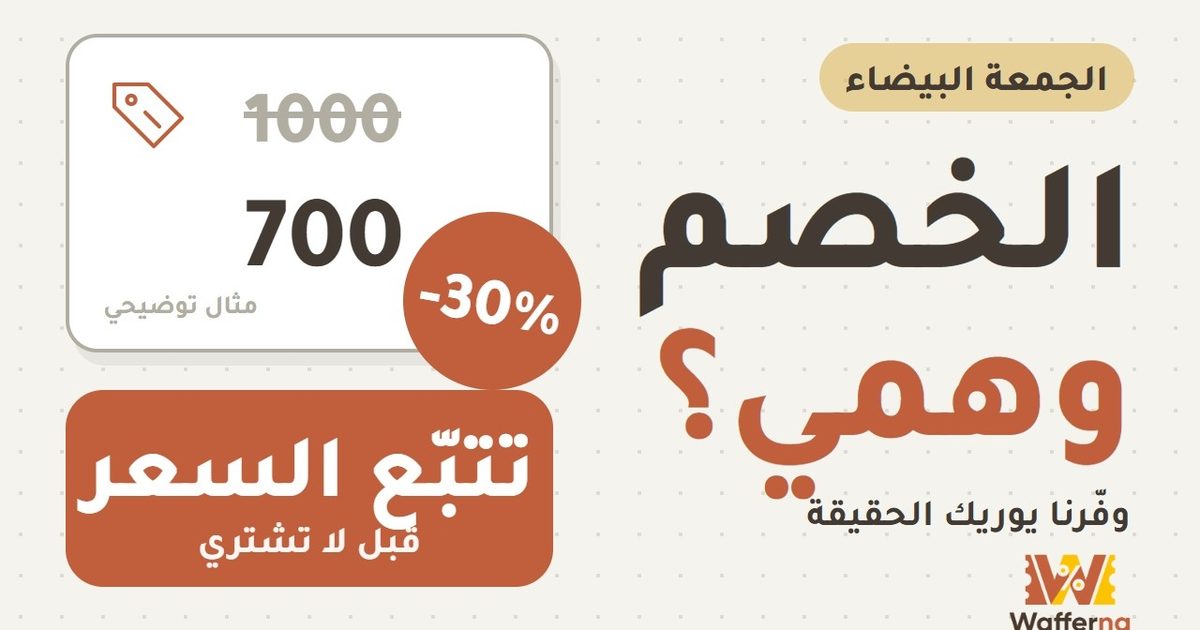 الجمعة البيضاء
الخصم
وهمي؟
وفّرنا يوريك الحقيقة
Wafferna
1000
700
-30%
مثال توضيحي
تتبّع السعر
قبل لا تشتري